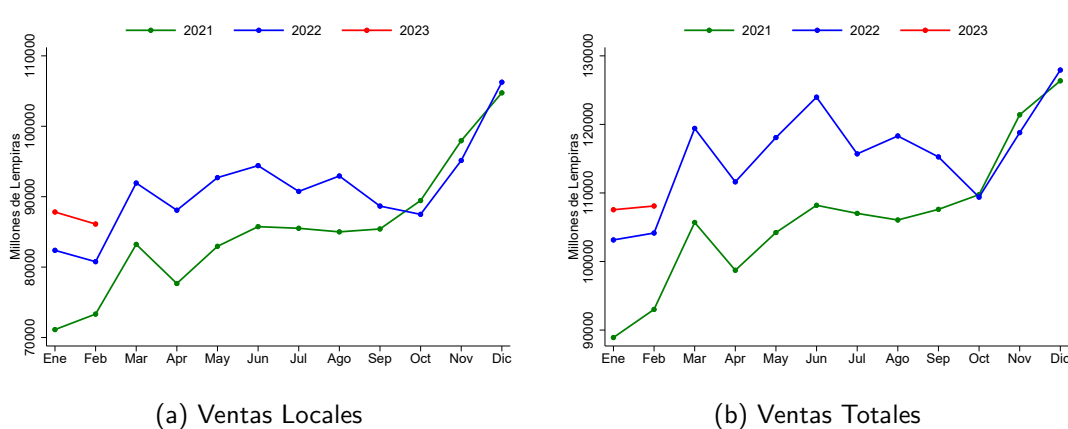 2021 2022 2023
Millones de Lempiras
110000
100000
90000
80000
70000
Ene Feb Mar Apr May Jun Jul Ago Sep Oct Nov Dic
(a) Ventas Locales
2021 2022 2023
Millones de Lempiras
130000
120000
110000
100000
90000
Ene Feb Mar Apr May Jun Jul Ago Sep Oct Nov Dic
(b) Ventas Totales